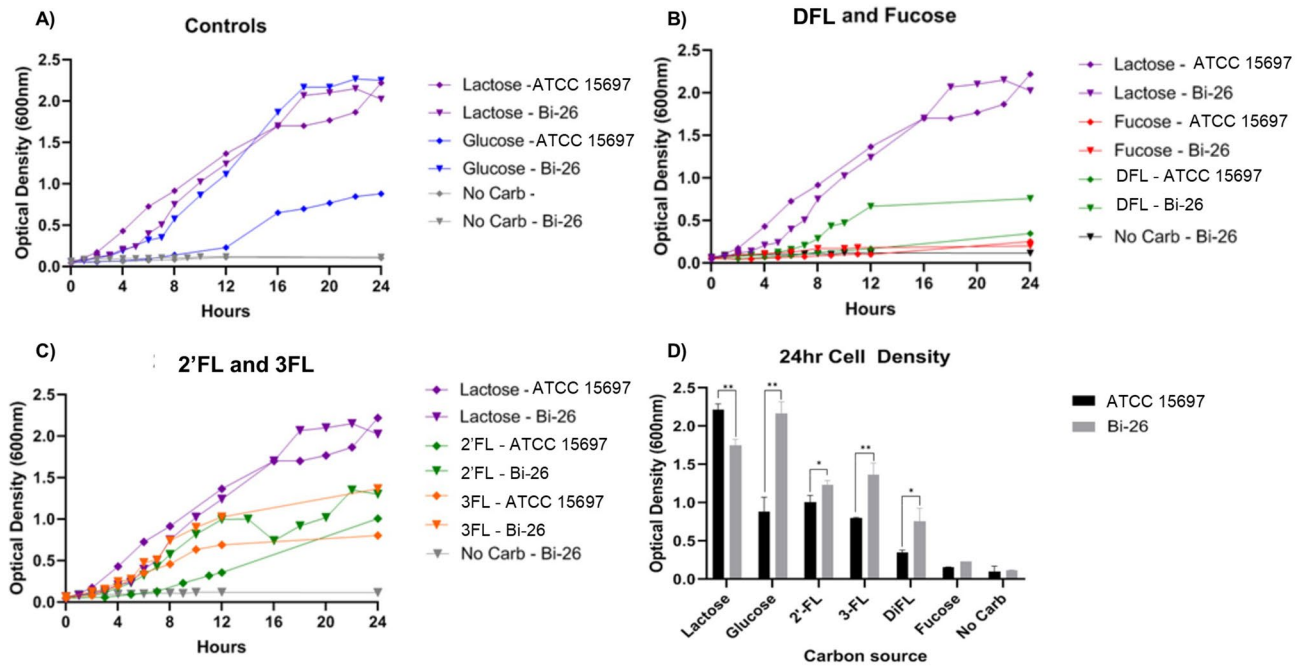 A)
Controls
Optical Density (600nm)
2.5
2.0
1.5
1.0
0.5
0.0
0
4
8
12
16
20
24
Hours
Lactose -ATCC 15697
Lactose - Bi-26
Glucose -ATCC 15697
Glucose - Bi-26
No Carb -
No Carb - Bi-26
B)
DFL and Fucose
Optical Density (600nm)
2.5
2.0
1.5
1.0
0.5
0.0
0
4
8
12
16
20
24
Hours
Lactose - ATCC 15697
Lactose - Bi-26
Fucose - ATCC 15697
Fucose - Bi-26
DFL - ATCC 15697
DFL - Bi-26
No Carb - Bi-26
C)
2'FL and 3FL
Optical Density (600nm)
2.5
2.0
1.5
1.0
0.5
0.0
0
4
8
12
16
20
24
Hours
Lactose - ATCC 15697
Lactose - Bi-26
2'FL - ATCC 15697
2'FL - Bi-26
3FL - ATCC 15697
3FL - Bi-26
No Carb - Bi-26
D)
24hr Cell Density
Optical Density (600nm)
2.5
2.0
1.5
1.0
0.5
0.0
**
**
*
**
*
Lactose
Glucose
2'-FL
3-FL
DiFL
Fucose
No Carb
Carbon source
ATCC 15697
Bi-26